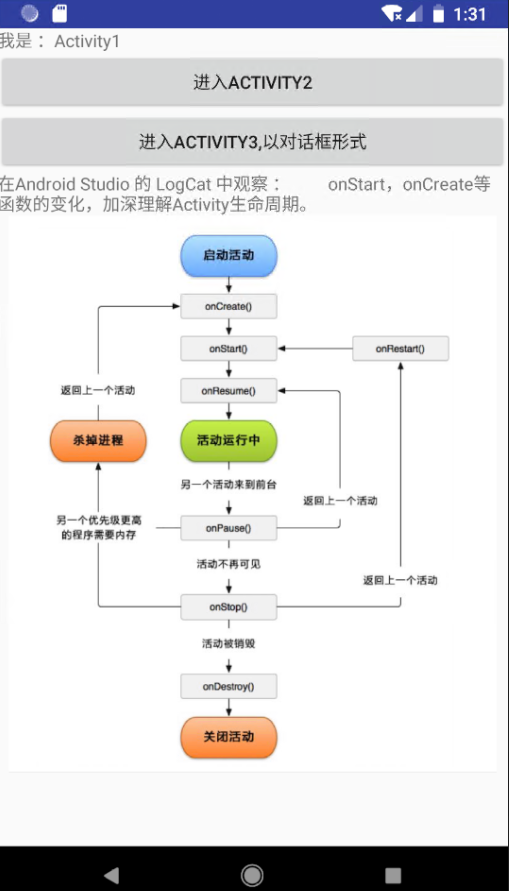 1:31
我是： Activity1
进入ACTIVITY2
进入ACTIVITY3,以对话框形式
在Android Studio 的 LogCat 中观察： onStart，onCreate等
函数的变化，加深理解Activity生命周期。
启动活动
onCreate()
onStart()
onRestart()
返回上一个活动
onResume()
杀掉进程
活动运行中
另一个活动来到前台
返回上一个活动
另一个优先级更高
的程序需要内存
onPause()
活动不再可见
返回上一个活动
onStop()
活动被销毁
onDestroy()
关闭活动